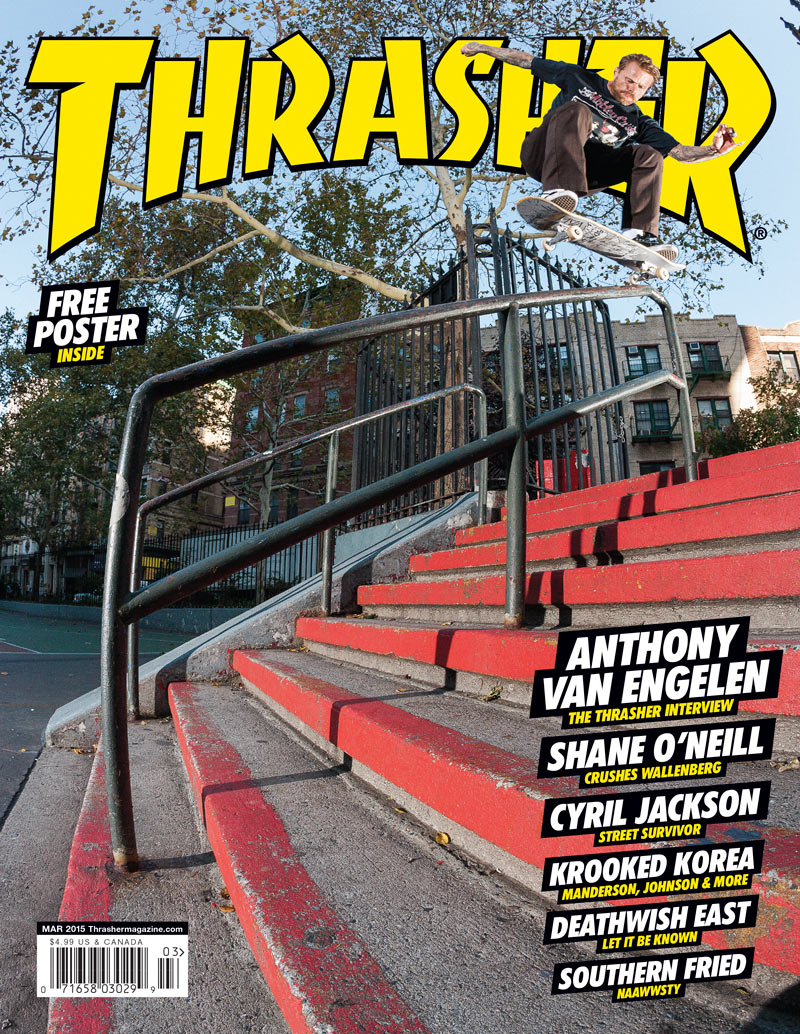 THRASHER
®
FREE
POSTER
INSIDE
ANTHONY
VAN ENGELEN
THE THRASHER INTERVIEW
SHANE O'NEILL
CRUSHES WALLENBERG
CYRIL JACKSON
STREET SURVIVOR
KROOKED KOREA
MANDERSON, JOHNSON & MORE
DEATHWISH EAST
LET IT BE KNOWN
SOUTHERN FRIED
NAAWWSTY
MAR 2015 Thrashermagazine.com
$4.99 US & CANADA
03>
0 71658 03029 9